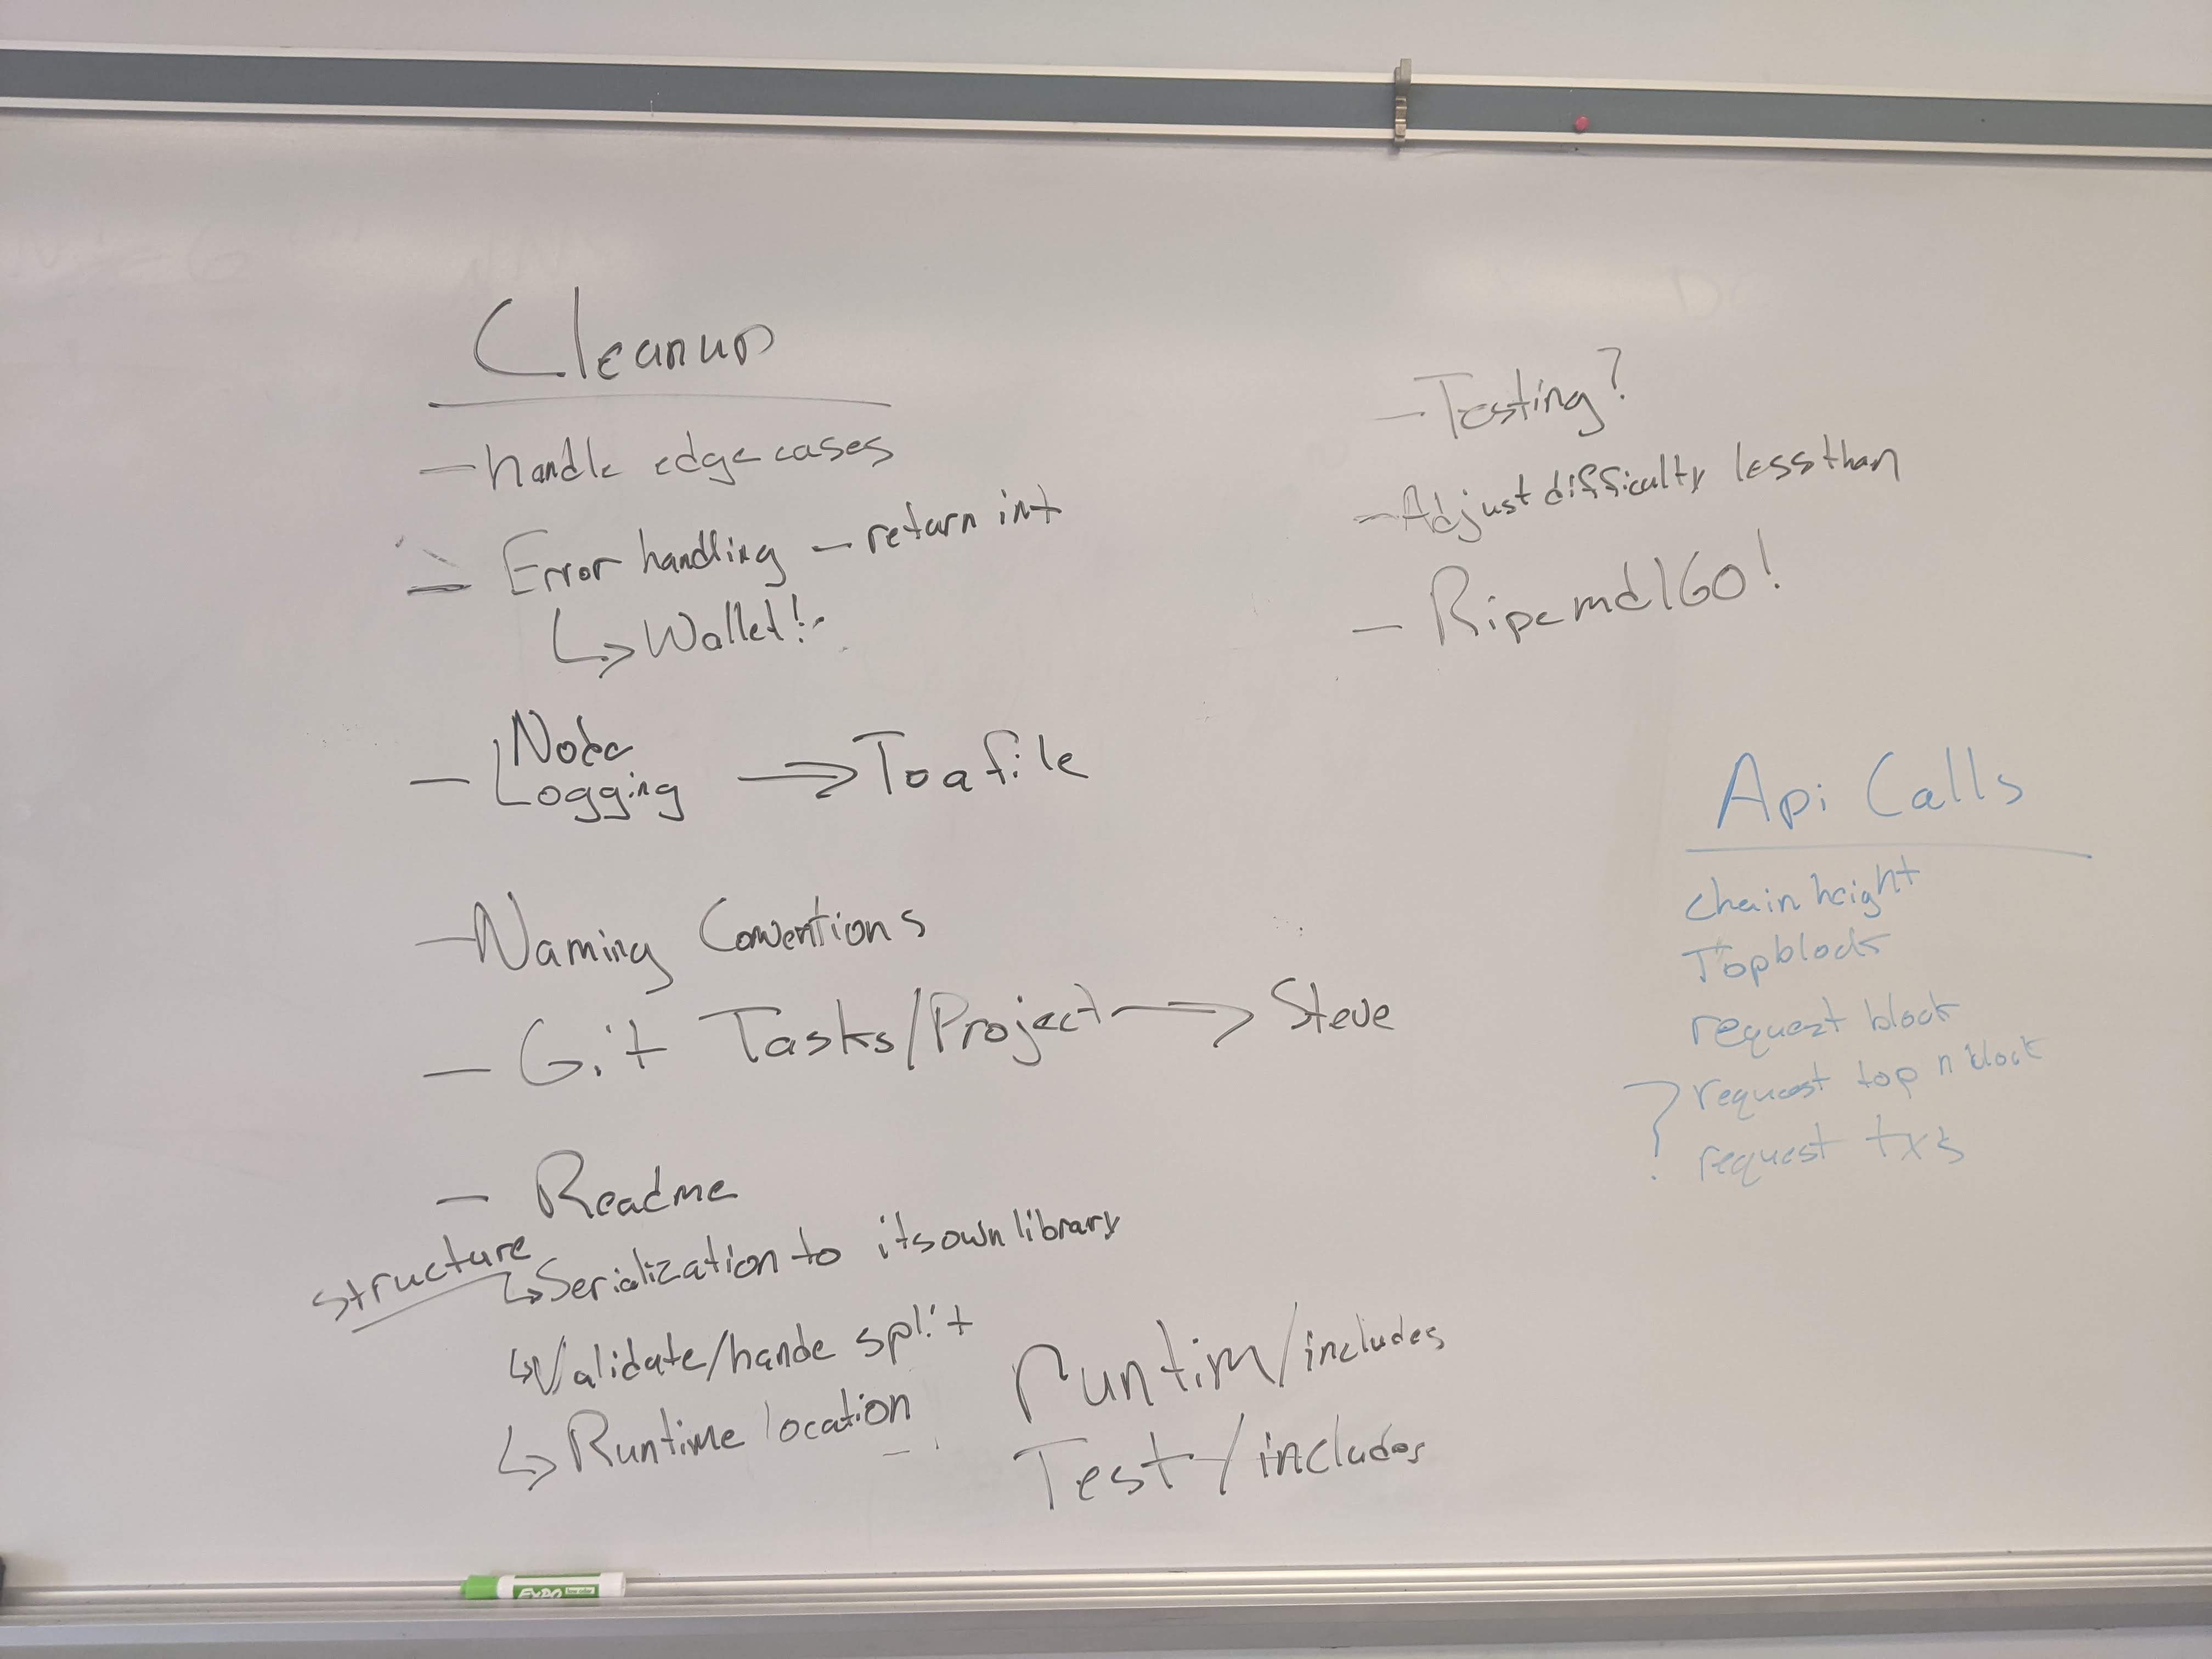 Cleanup
- handle edge cases
- Error handling - return int
↳ Wallet!
- Node
Logging → To a file
- Naming Conventions
- Git Tasks/Project → Steve
- Readme
structure
↳ Serialization to its own library
↳ Validate/hande split
↳ Runtime location
runtim/includes
Test/includes
- Testing?
- Adjust difficulty less than
- Ripemd160!
Api Calls
chain height
Top block
request block
? request top n block
request txs
EXPO